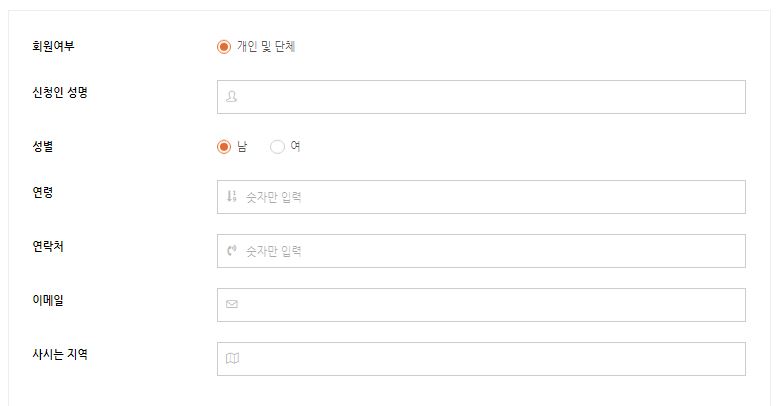 회원여부 개인 및 단체
신청인 성명
성별 남 여
연령 숫자만 입력
연락처 숫자만 입력
이메일
사시는 지역